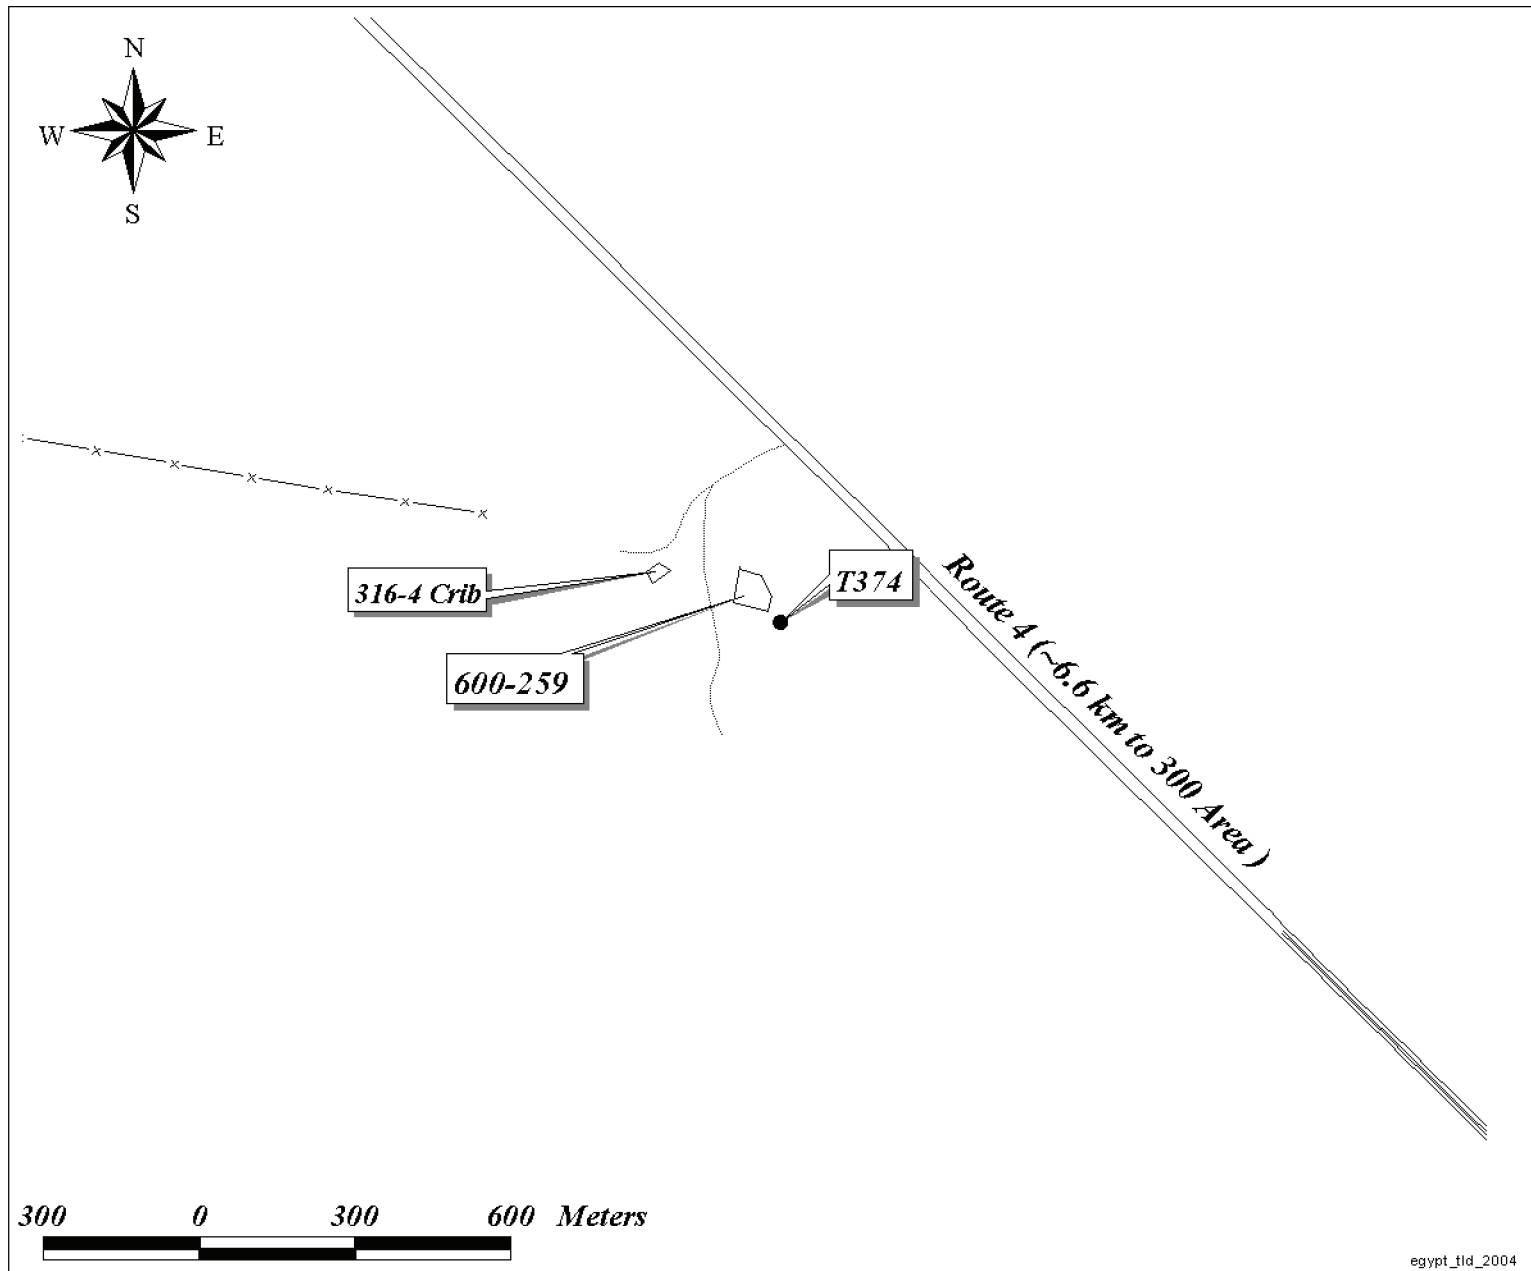 N
W E
S
316-4 Crib
T374
600-259
Route 4 (~6.6 km to 300 Area )
300 0 300 600 Meters
egypt_tld_2004